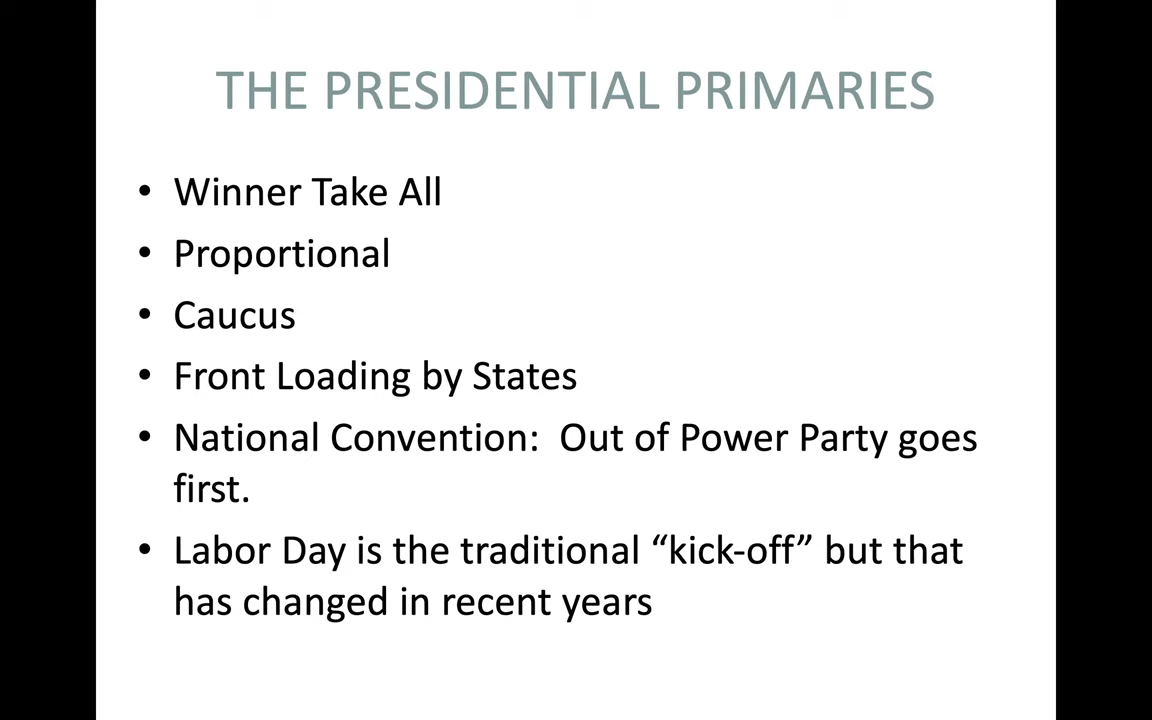 THE PRESIDENTIAL PRIMARIES
• Winner Take All
• Proportional
• Caucus
• Front Loading by States
• National Convention:  Out of Power Party goes
first.
• Labor Day is the traditional “kick-off” but that
has changed in recent years